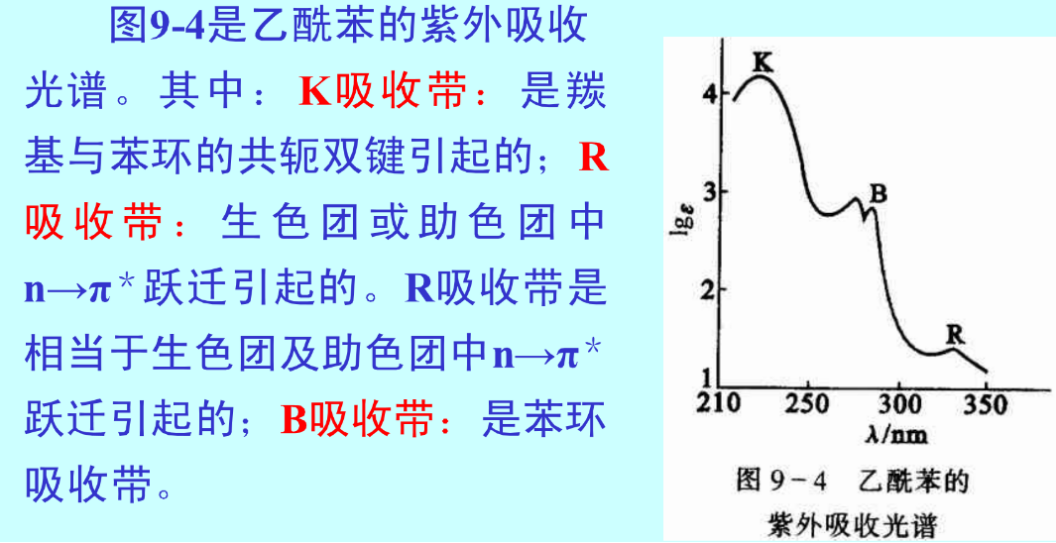 图9-4是乙酰苯的紫外吸收
光谱。其中：K吸收带：是羰
基与苯环的共轭双键引起的；R
吸收带：生色团或助色团中
n→π*跃迁引起的。R吸收带是
相当于生色团及助色团中n→π*
跃迁引起的；B吸收带：是苯环
吸收带。
K
4
B
3
lgε
2
R
1
210 250 300 350
λ/nm
图 9-4 乙酰苯的
紫外吸收光谱